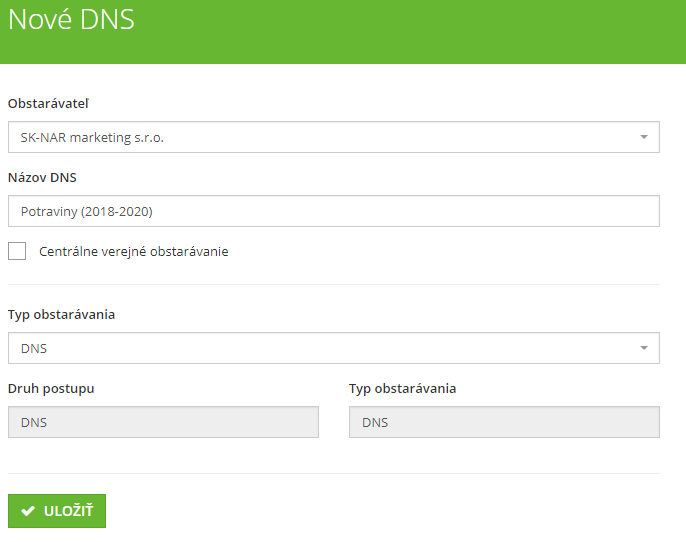 Nové DNS
Obstarávateľ
SK-NAR marketing s.r.o.
Názov DNS
Potraviny (2018-2020)
Centrálne verejné obstarávanie
Typ obstarávania
DNS
Druh postupu
Typ obstarávania
DNS
DNS
ULOŽIŤ